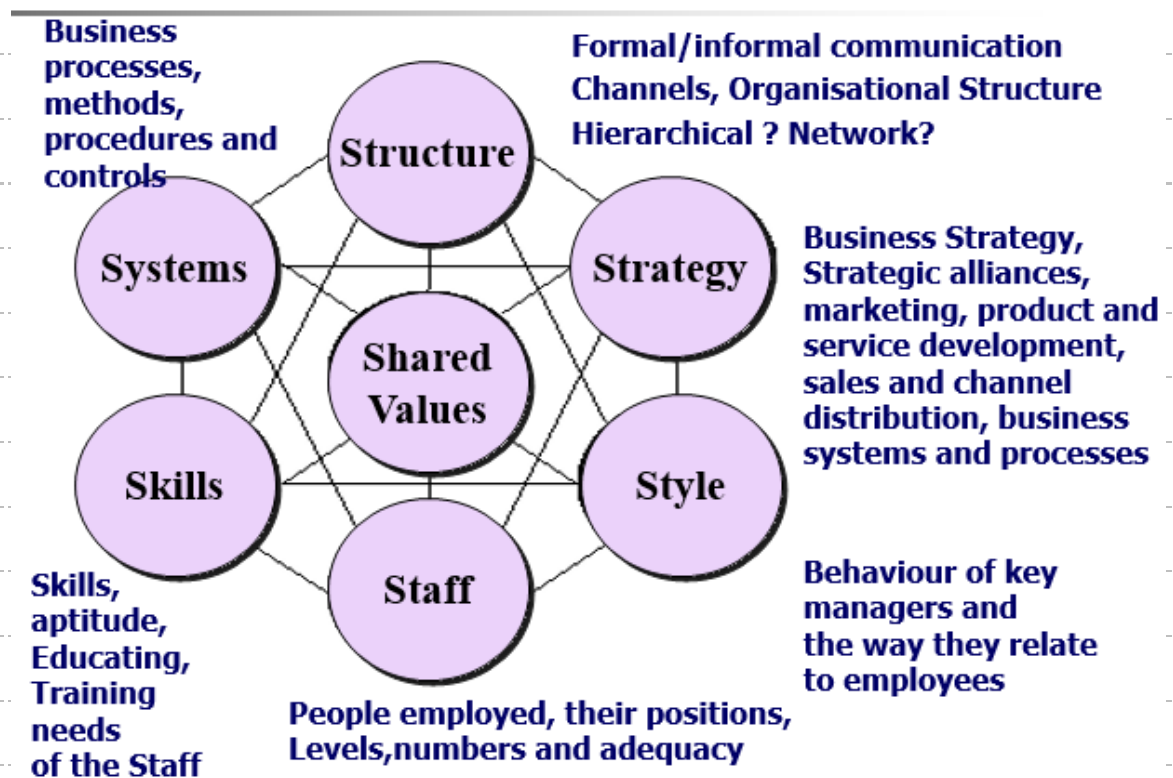 Business
processes,
methods,
procedures and
controls
Formal/informal communication
Channels, Organisational Structure
Hierarchical ? Network?
Structure
Systems
Strategy
Business Strategy,
Strategic alliances,
marketing, product and
service development,
sales and channel
distribution, business
systems and processes
Shared
Values
Skills
Style
Staff
Skills,
aptitude,
Educating,
Training
needs
of the Staff
People employed, their positions,
Levels,numbers and adequacy
Behaviour of key
managers and
the way they relate
to employees